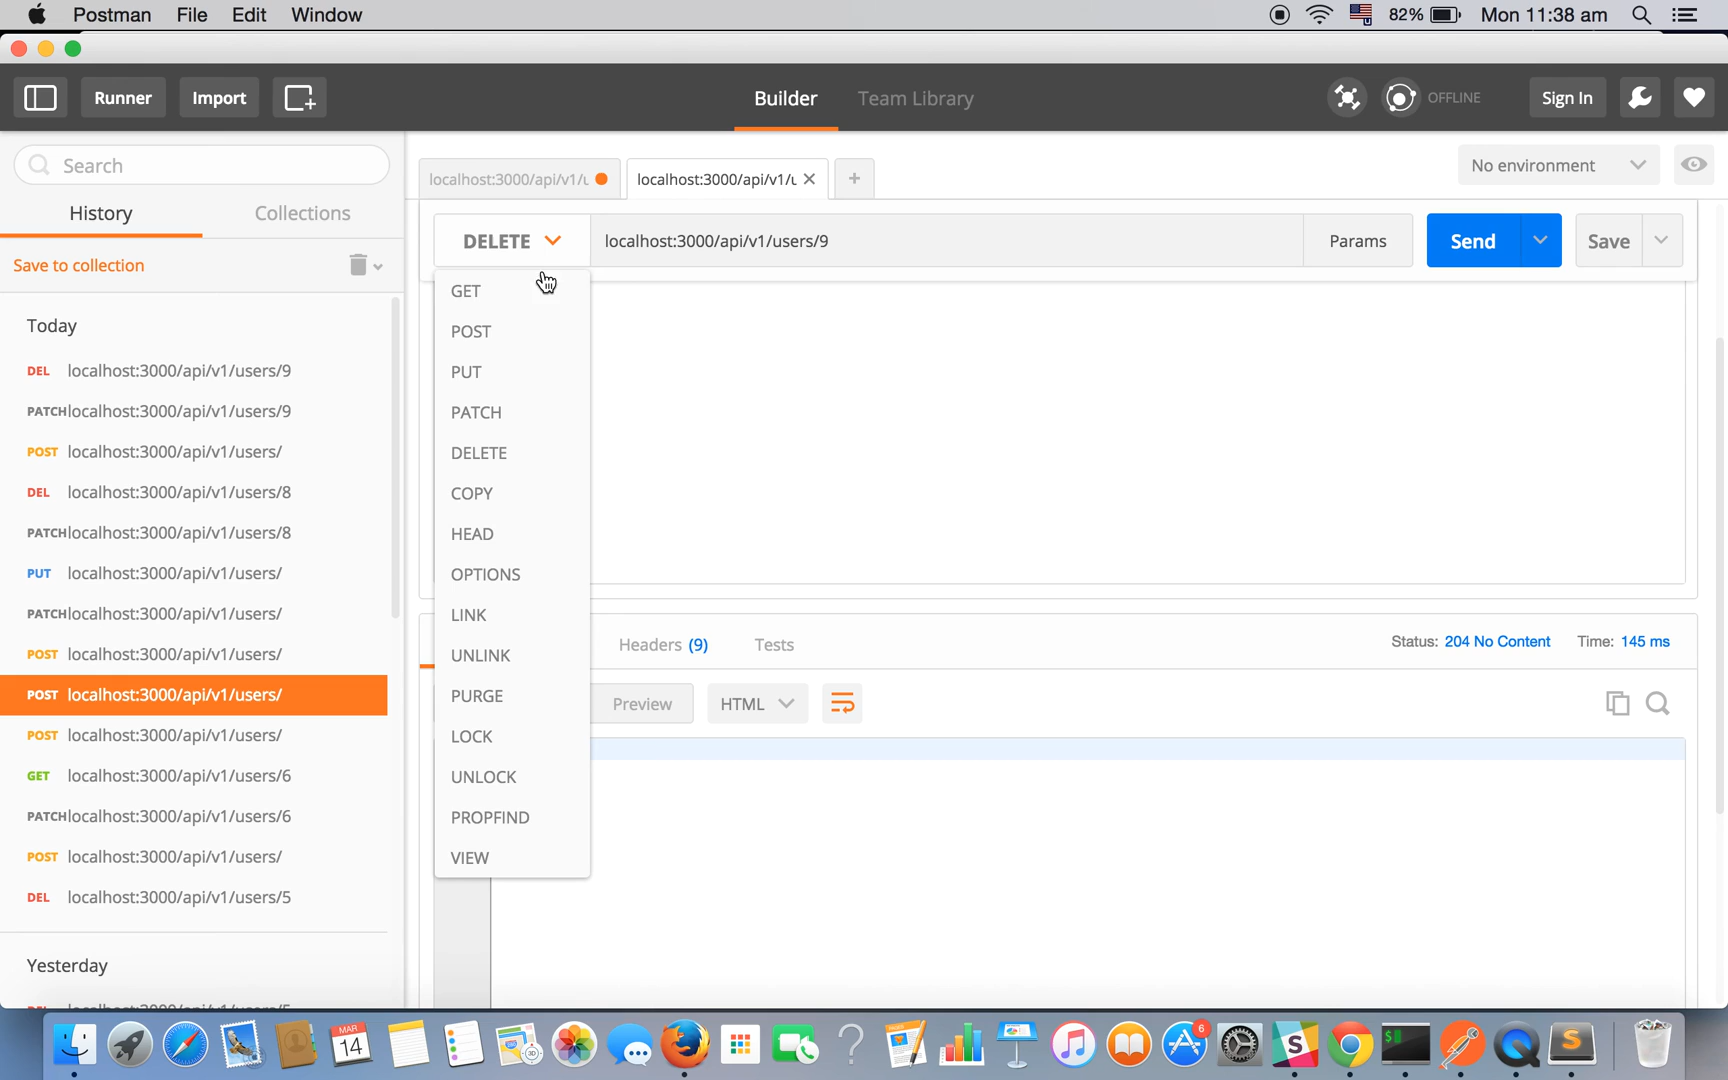 Postman File Edit Window 82% Mon 11:38 am
Runner Import Builder Team Library OFFLINE Sign In
Search
History Collections
Save to collection
Today
DEL localhost:3000/api/v1/users/9
PATCH localhost:3000/api/v1/users/9
POST localhost:3000/api/v1/users/
DEL localhost:3000/api/v1/users/8
PATCH localhost:3000/api/v1/users/8
PUT localhost:3000/api/v1/users/
PATCH localhost:3000/api/v1/users/
POST localhost:3000/api/v1/users/
POST localhost:3000/api/v1/users/
POST localhost:3000/api/v1/users/
GET localhost:3000/api/v1/users/6
PATCH localhost:3000/api/v1/users/6
POST localhost:3000/api/v1/users/
DEL localhost:3000/api/v1/users/5
Yesterday
localhost:3000/api/v1/u localhost:3000/api/v1/u + No environment
DELETE localhost:3000/api/v1/users/9 Params Send Save
GET
POST
PUT
PATCH
DELETE
COPY
HEAD
OPTIONS
LINK
UNLINK
PURGE
LOCK
UNLOCK
PROPFIND
VIEW
Headers (9) Tests Status: 204 No Content Time: 145 ms
Preview HTML
MAR
14
3D
6